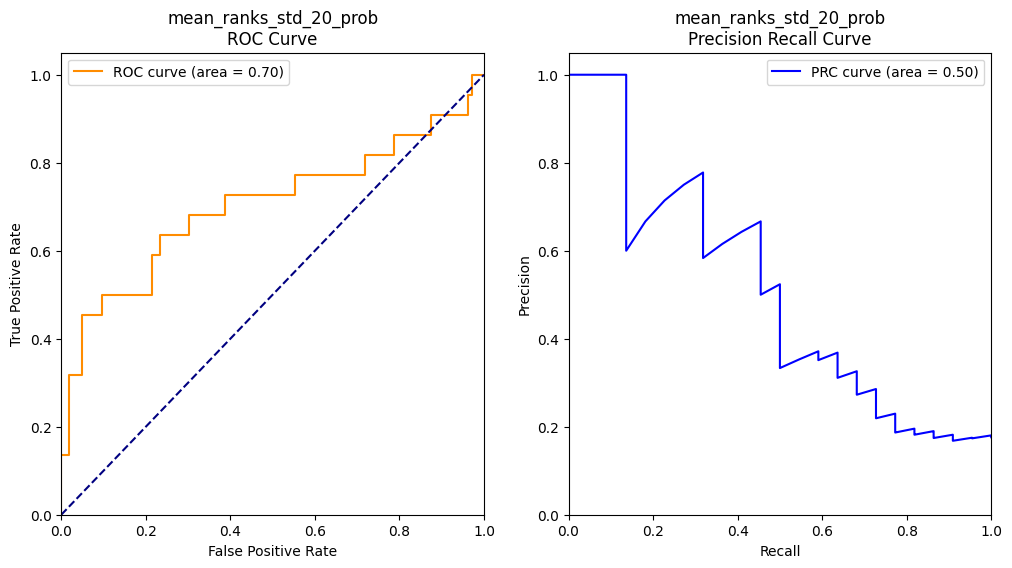 mean_ranks_std_20_prob
ROC Curve
ROC curve (area = 0.70)
True Positive Rate
1.0
0.8
0.6
0.4
0.2
0.0
0.0 0.2 0.4 0.6 0.8 1.0
False Positive Rate
mean_ranks_std_20_prob
Precision Recall Curve
PRC curve (area = 0.50)
Precision
1.0
0.8
0.6
0.4
0.2
0.0
0.0 0.2 0.4 0.6 0.8 1.0
Recall